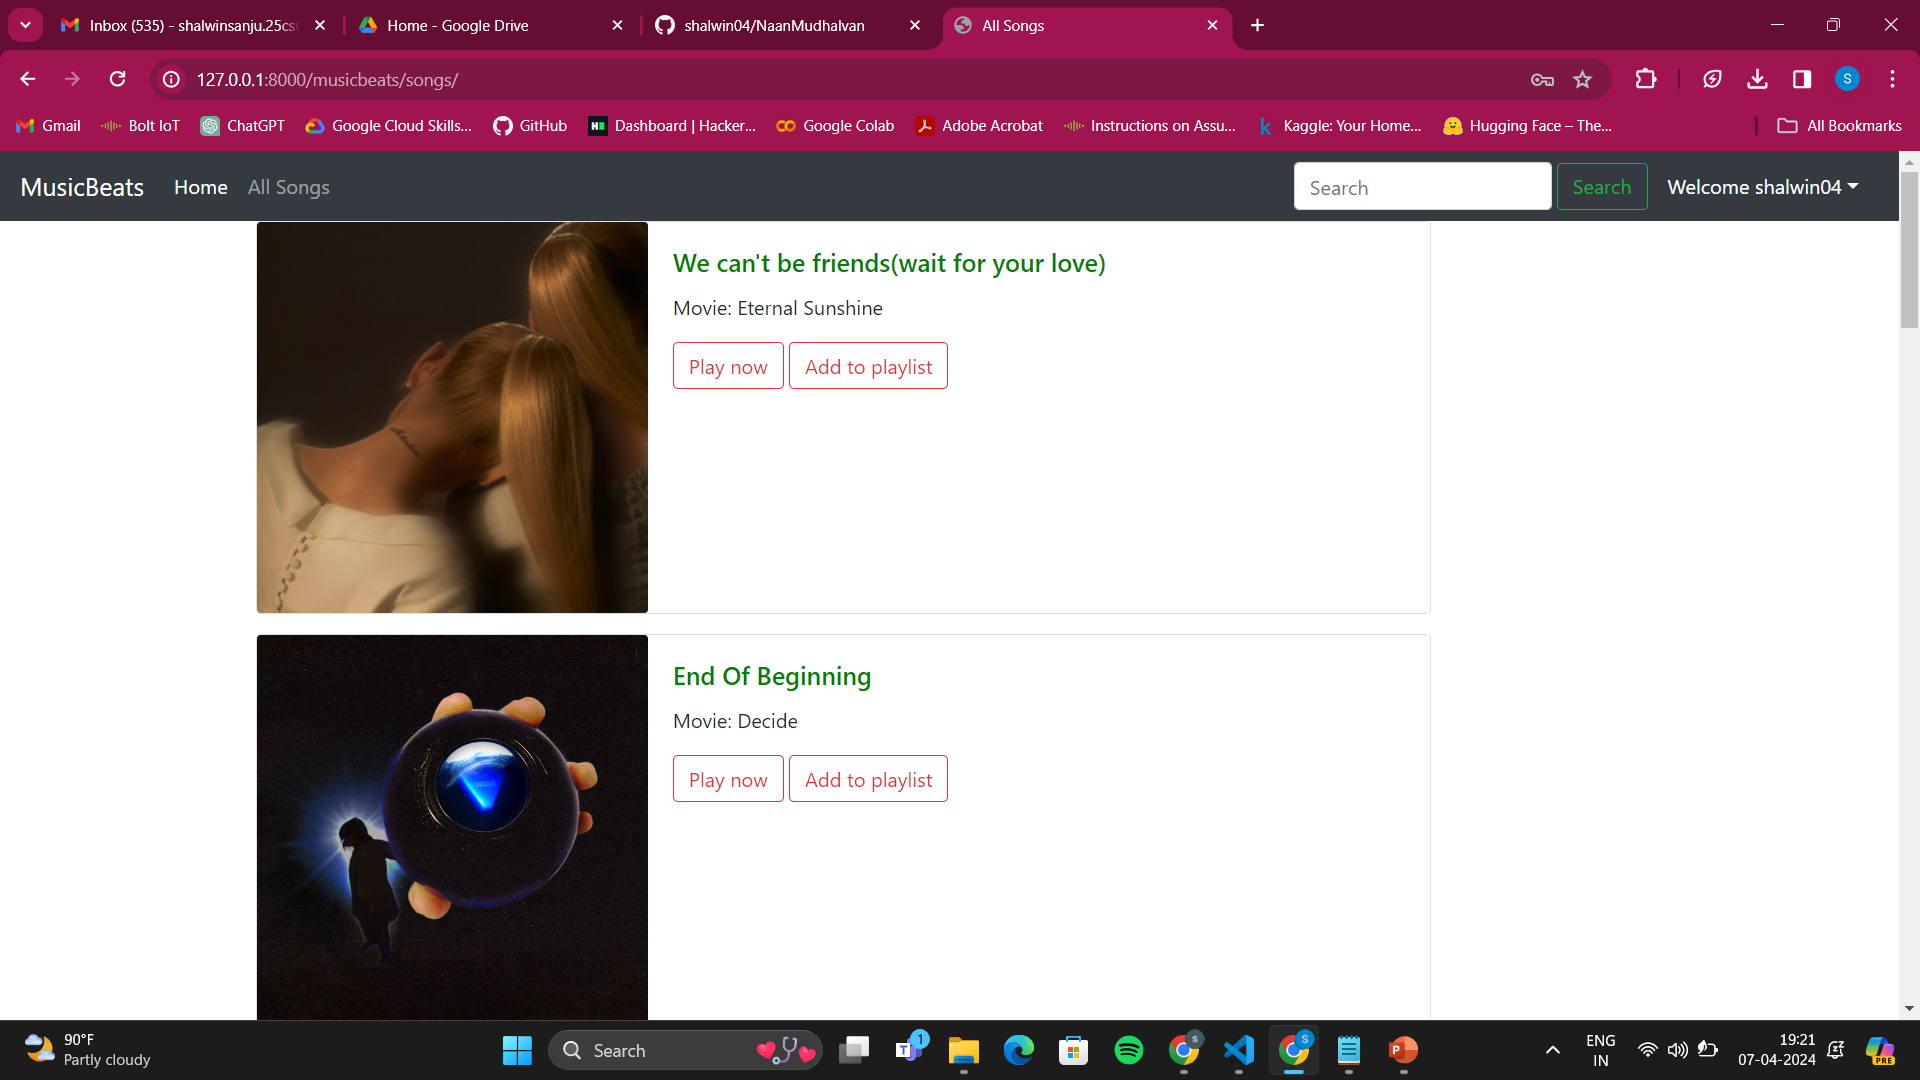 Inbox (535) - shalwinsanju.25cs
Home - Google Drive
shalwin04/NaanMudhalvan
All Songs
127.0.0.1:8000/musicbeats/songs/
S
Gmail
Bolt IoT
ChatGPT
Google Cloud Skills...
GitHub
Dashboard | Hacker...
Google Colab
Adobe Acrobat
Instructions on Assu...
Kaggle: Your Home...
Hugging Face – The...
All Bookmarks
MusicBeats
Home
All Songs
Search
Search
Welcome shalwin04
We can't be friends(wait for your love)
Movie: Eternal Sunshine
Play now
Add to playlist
End Of Beginning
Movie: Decide
Play now
Add to playlist
90°F
Partly cloudy
Search
1
ENG
IN
19:21
07-04-2024
PRE